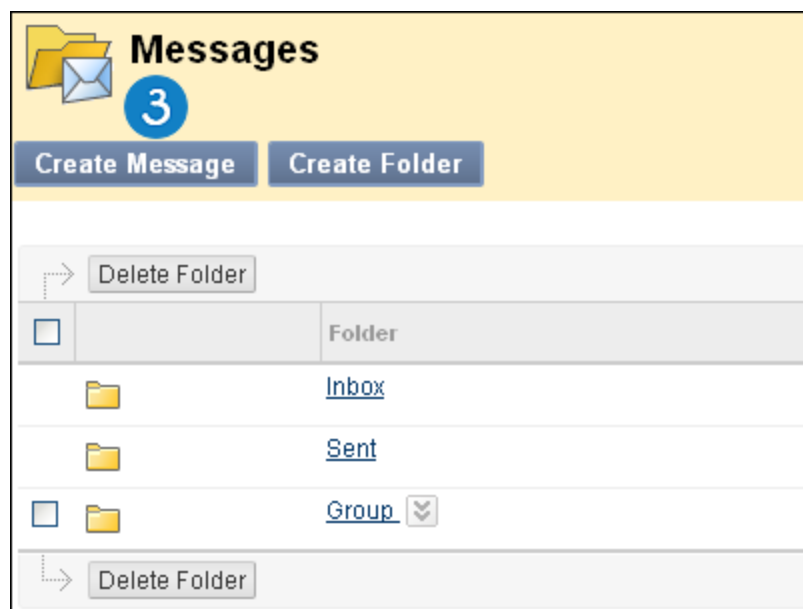 Messages
3
Create Message Create Folder
Delete Folder
Folder
Inbox
Sent
Group
Delete Folder